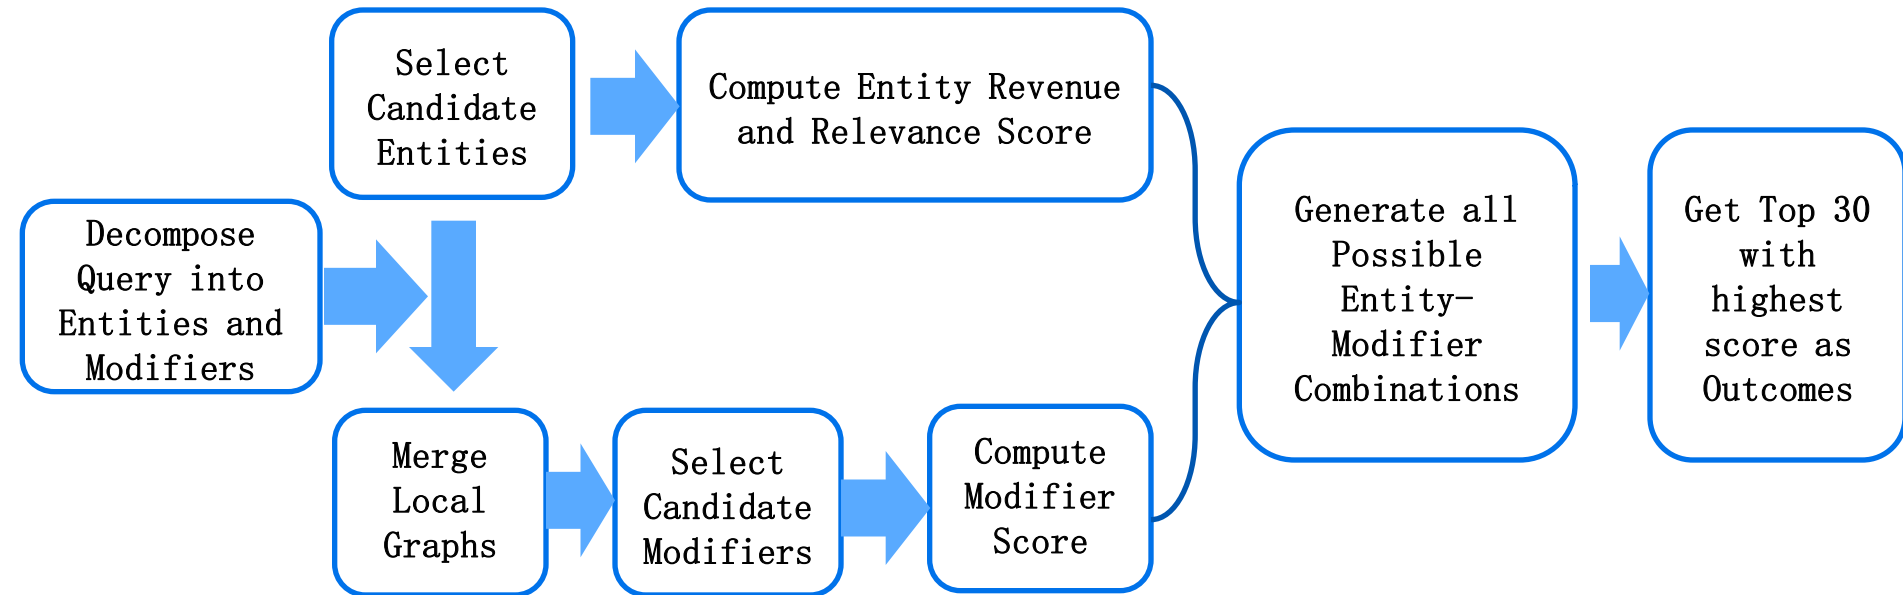 Decompose
Query into
Entities and
Modifiers
Select
Candidate
Entities
Compute Entity Revenue
and Relevance Score
Merge
Local
Graphs
Select
Candidate
Modifiers
Compute
Modifier
Score
Generate all
Possible
Entity-
Modifier
Combinations
Get Top 30
with
highest
score as
Outcomes